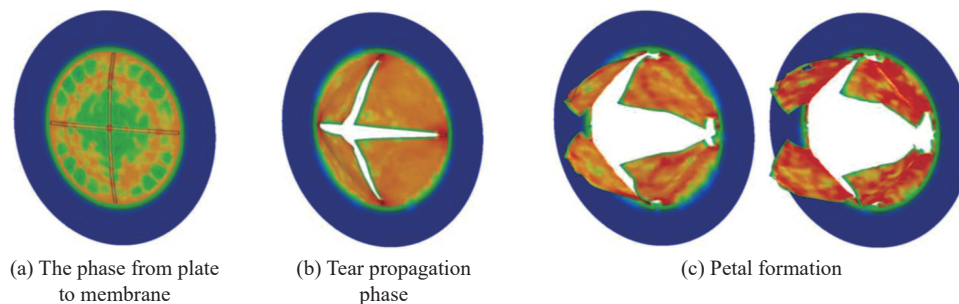 (a) The phase from plate
to membrane
(b) Tear propagation
phase
(c) Petal formation